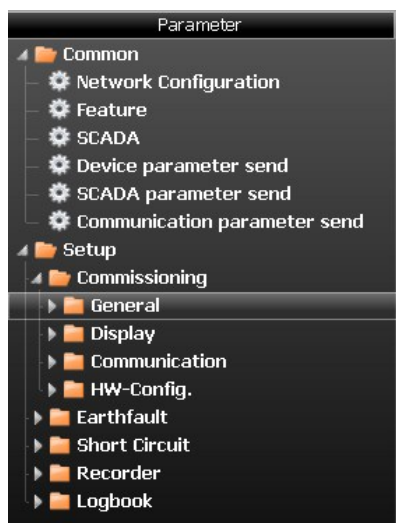 Parameter
Common
Network Configuration
Feature
SCADA
Device parameter send
SCADA parameter send
Communication parameter send
Setup
Commissioning
General
Display
Communication
HW-Config.
Earthfault
Short Circuit
Recorder
Logbook